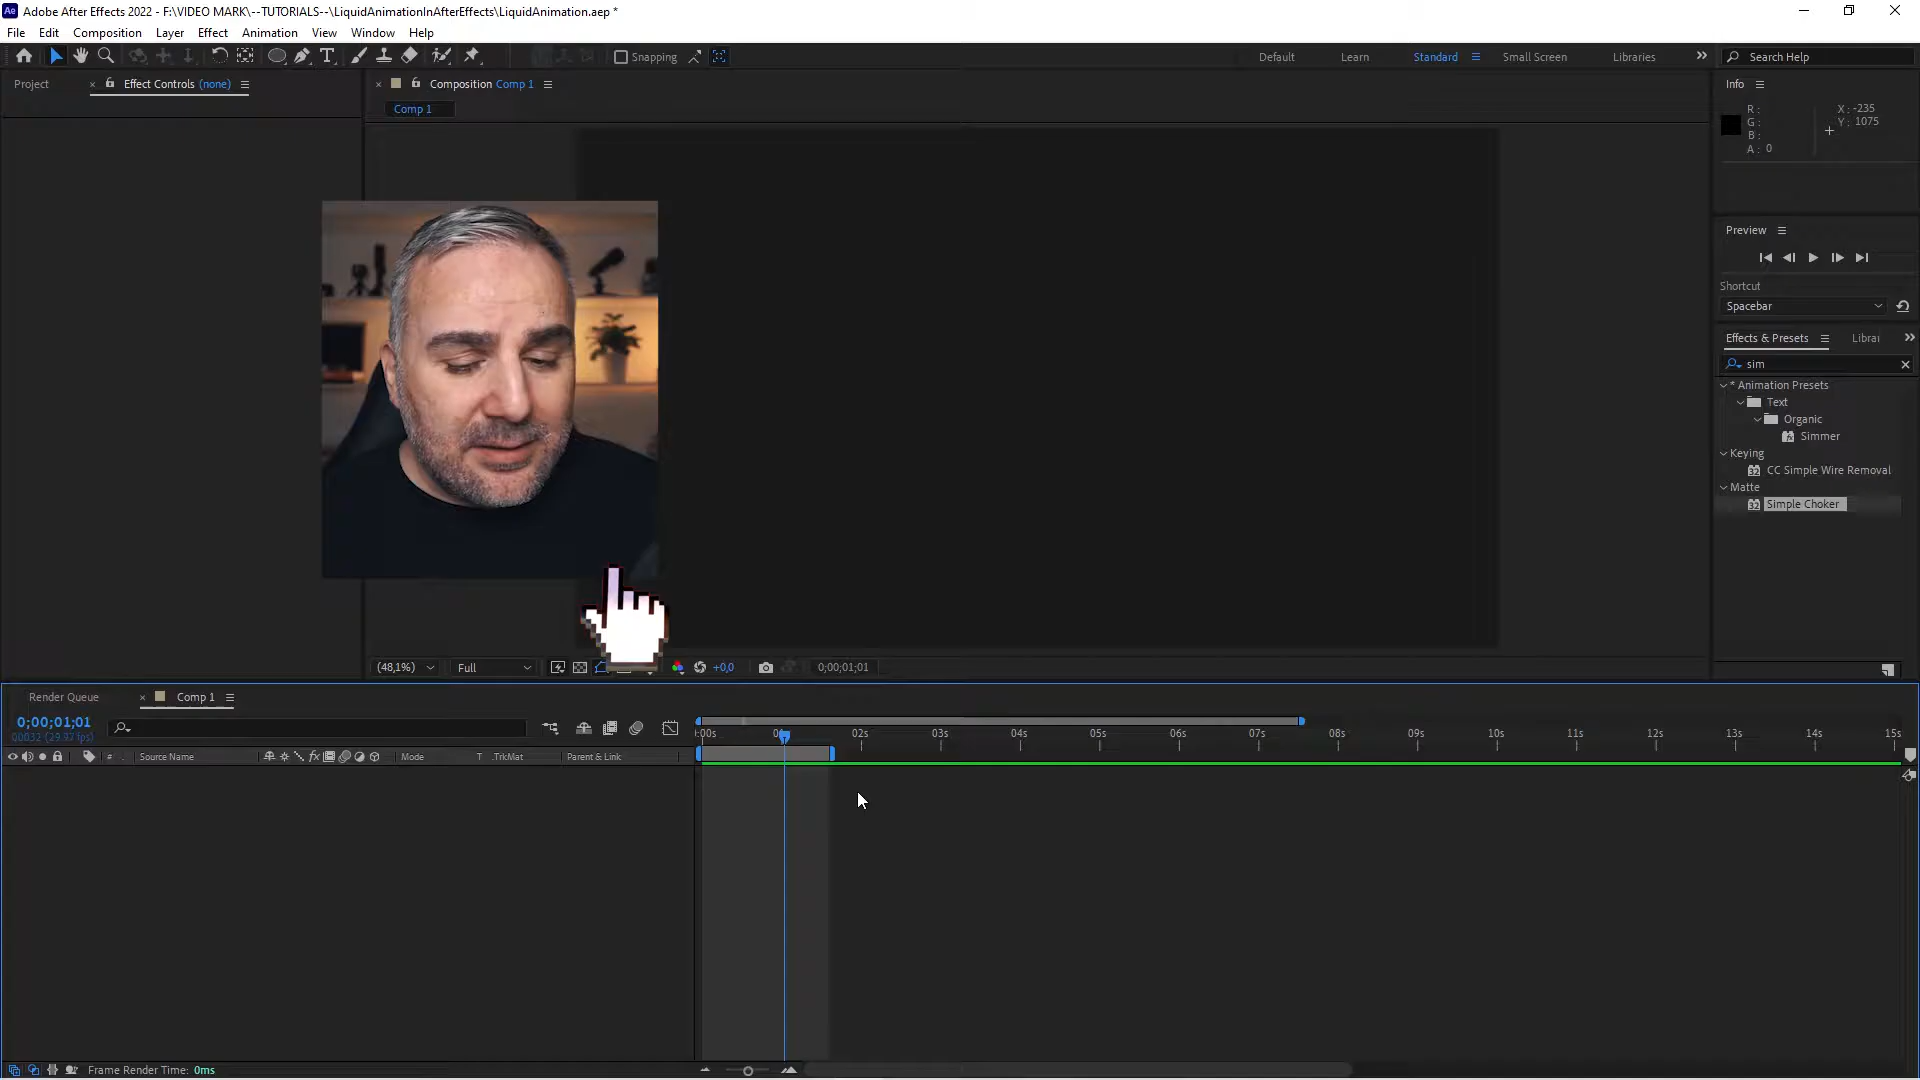 Adobe After Effects 2022 - F:\VIDEO MARK\--TUTORIALS--\LiquidAnimationInAfterEffects\LiquidAnimation.aep *
File Edit Composition Layer Effect Animation View Window Help
Snapping Default Learn Standard Small Screen Libraries Search Help
Project Effect Controls (none) Composition Comp 1 Info
Comp 1
R :
G :
B :
A : 0
X : -235
Y : 1075
Preview
Shortcut
Spacebar
Effects & Presets Librai
sim
* Animation Presets
Text
Organic
Simmer
Keying
CC Simple Wire Removal
Matte
Simple Choker
(48,1%) Full +0,0 0;00;01;01
Render Queue Comp 1
0;00;01;01
00032 (29.97 fps)
:00s 02s 03s 04s 05s 06s 07s 08s 09s 10s 11s 12s 13s 14s 15s
# Source Name Mode T .TrkMat Parent & Link
Frame Render Time: 0ms